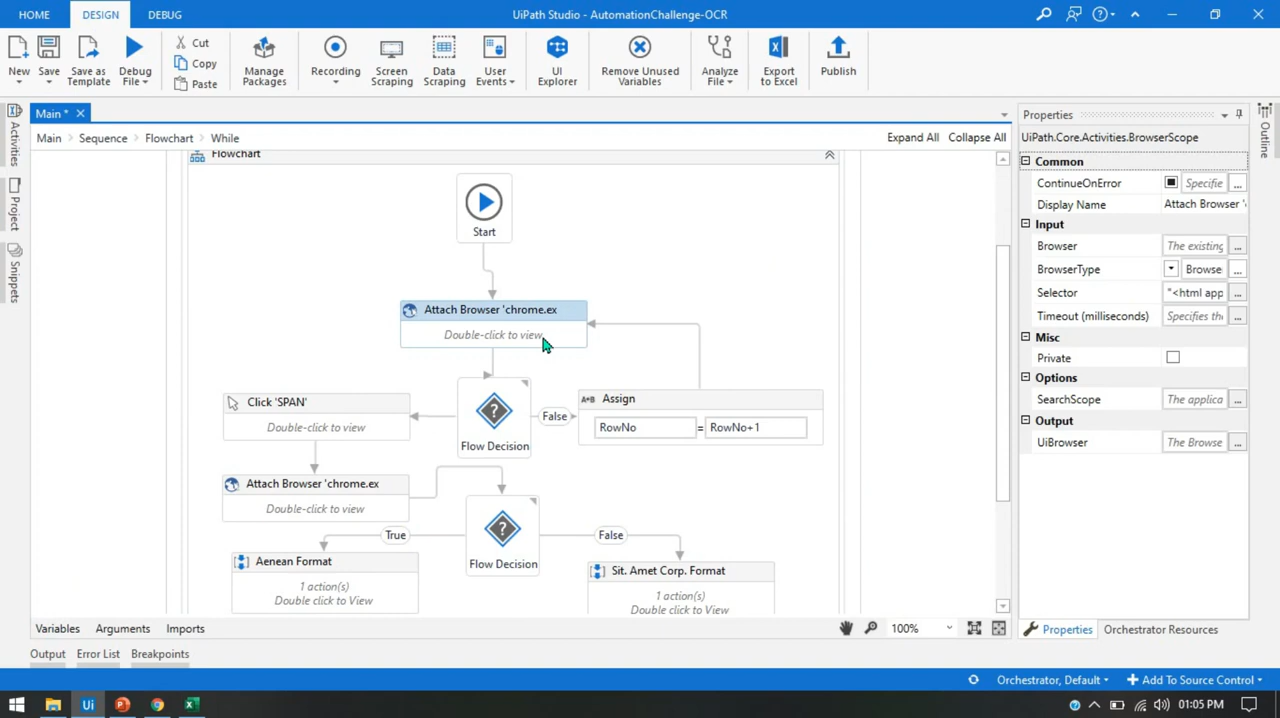 HOME
DESIGN
DEBUG
UiPath Studio - AutomationChallenge-OCR
New
Save
Save as
Template
Debug
File
Cut
Copy
Paste
Manage
Packages
Recording
Screen
Scraping
Data
Scraping
User
Events
UI
Explorer
Remove Unused
Variables
Analyze
File
Export
to Excel
Publish
Activities
Project
Snippets
Main *
Main
Sequence
Flowchart
While
Expand All
Collapse All
Flowchart
Start
Attach Browser 'chrome.ex
Double-click to view
Click 'SPAN'
Double-click to view
Flow Decision
False
A+B Assign
RowNo = RowNo+1
Attach Browser 'chrome.ex
Double-click to view
True
Flow Decision
False
Aenean Format
1 action(s)
Double click to View
Sit. Amet Corp. Format
1 action(s)
Double click to View
Properties
UiPath.Core.Activities.BrowserScope
Common
ContinueOnError Specifie ...
Display Name Attach Browser '
Input
Browser The existing ...
BrowserType Browse ...
Selector "<html app ...
Timeout (milliseconds) Specifies the ...
Misc
Private
Options
SearchScope The applica ...
Output
UiBrowser The Browse ...
Outline
Variables
Arguments
Imports
100%
Properties
Orchestrator Resources
Output
Error List
Breakpoints
Orchestrator, Default
Add To Source Control
Ui
01:05 PM